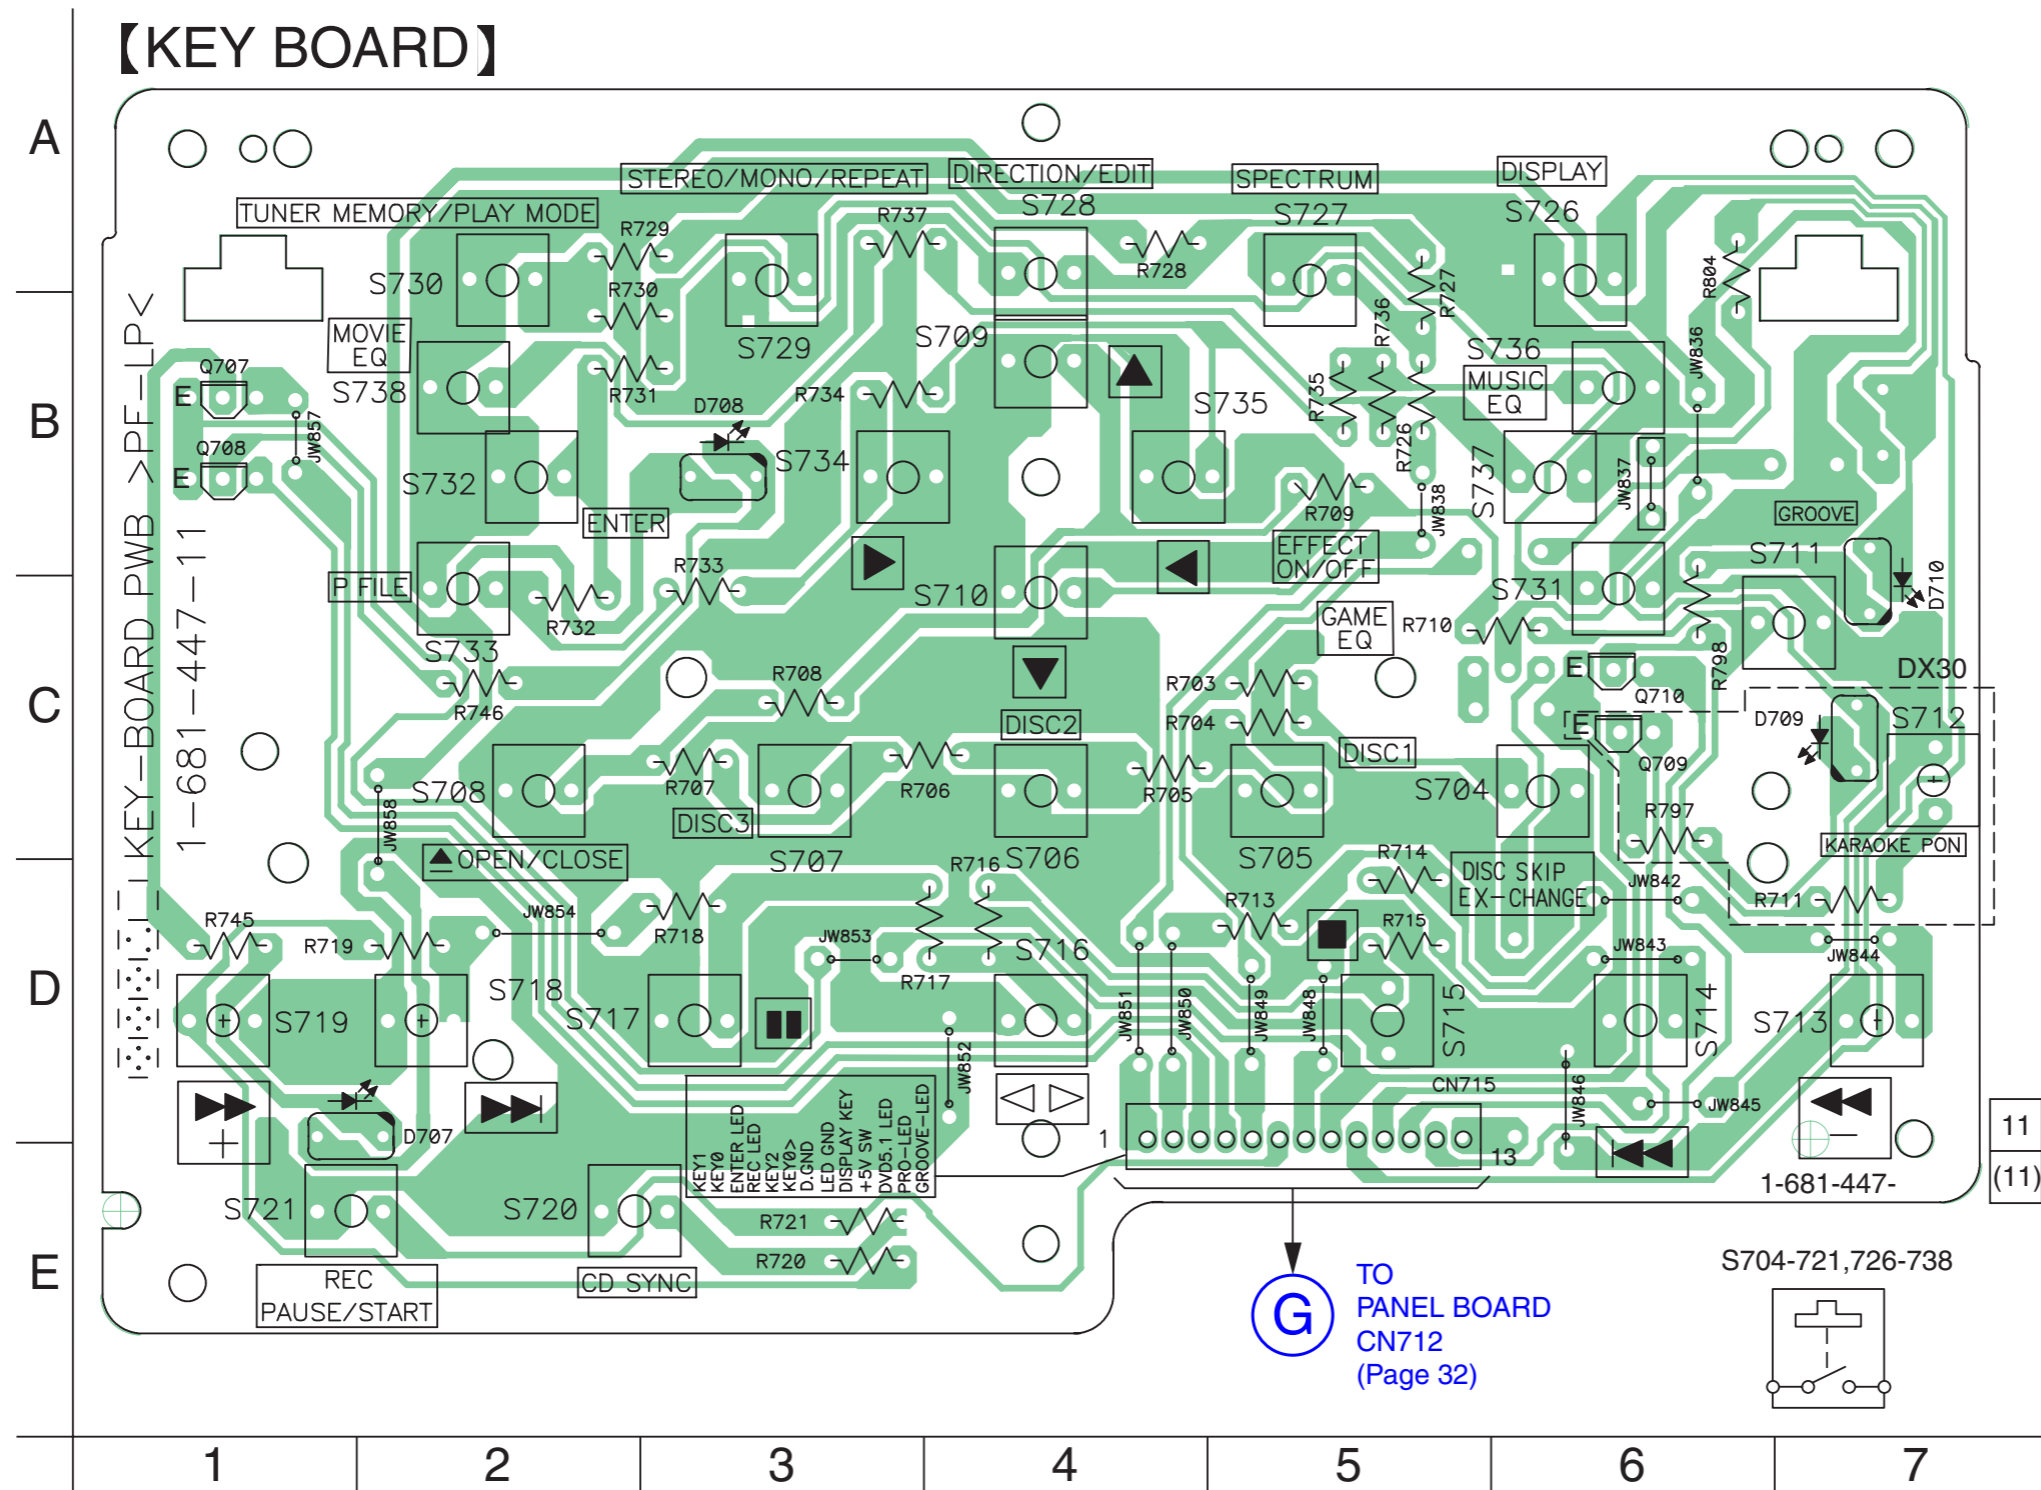 【KEY BOARD】
A
B
C
D
E
STEREO/MONO/REPEAT
DIRECTION/EDIT
SPECTRUM
DISPLAY
TUNER MEMORY/PLAY MODE
S728
S727
S726
R729
R737
S730
R728
R727
R804
R730
R736
MOVIE
EQ
S738
S729
S709
S736
JW836
MUSIC
EQ
Q707
E
R731
D708
R734
S735
R735
R726
JW857
Q708
E
S732
S734
S737
JW837
JW838
R709
ENTER
GROOVE
KEY-BOARD PWB >PF-LP<
1-681-447-11
P FILE
R733
EFFECT
ON/OFF
S711
S710
S731
D710
R732
GAME
EQ
R710
S733
R798
R746
R708
R703
E
Q710
DX30
R704
DISC2
D709
S712
E
Q709
DISC1
S708
R707
R706
R705
S704
R797
JW858
DISC3
KARAOKE PON
OPEN/CLOSE
S707
R716
S706
S705
R714
DISC SKIP
EX-CHANGE
JW842
R711
R745
R719
JW854
R718
R713
R715
JW853
S716
R717
JW843
JW844
S719
S718
S717
JW851
JW850
JW849
JW848
S715
S714
S713
JW852
CN715
JW846
JW845
D707
KEY1
KEY0
ENTER LED
REC LED
KEY2
KEY0>
D.GND
LED GND
DISPLAY KEY
+5V SW
DVD5.1 LED
PRO-LED
GROOVE-LED
1
13
11
(11)
1-681-447-
S721
S720
R721
R720
REC
PAUSE/START
CD SYNC
G
TO
PANEL BOARD
CN712
(Page 32)
S704-721,726-738
1
2
3
4
5
6
7